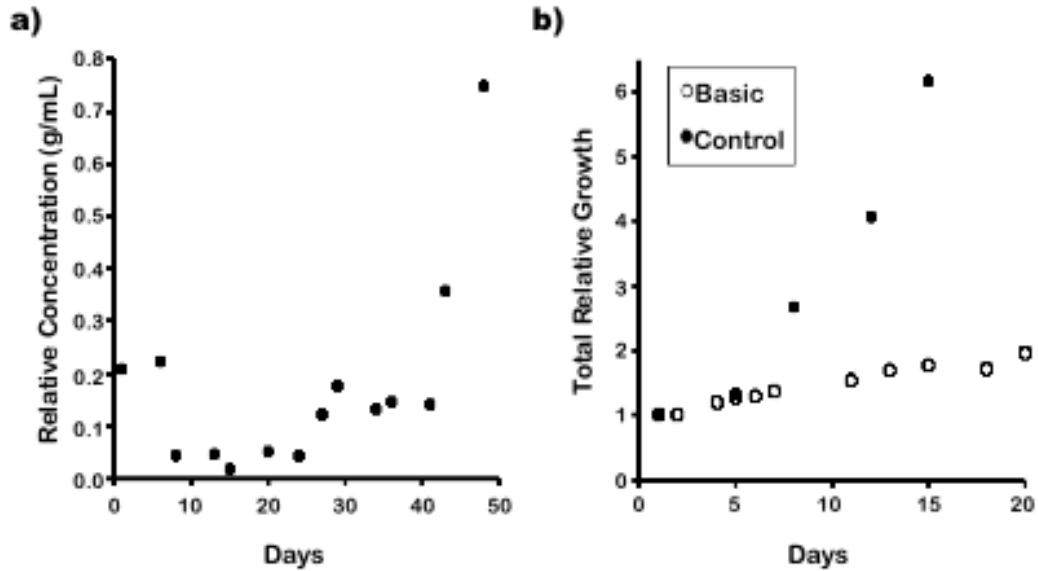 a)
Relative Concentration (g/mL)
0.8
0.7
0.6
0.5
0.4
0.3
0.2
0.1
0.0
0 10 20 30 40 50
Days
b)
Total Relative Growth
6
5
4
3
2
1
0
Basic
Control
0 5 10 15 20
Days